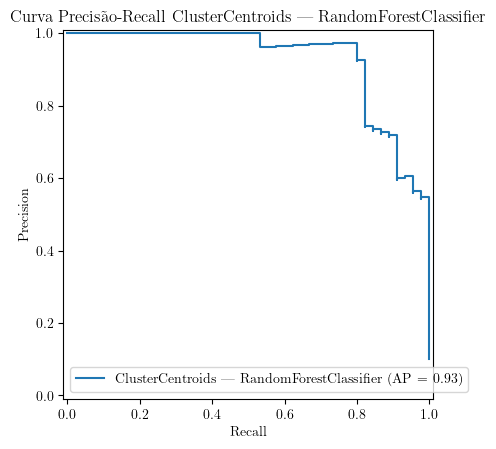 Curva Precisão-Recall ClusterCentroids — RandomForestClassifier
1.0
0.8
0.6
0.4
0.2
0.0
Precision
ClusterCentroids — RandomForestClassifier (AP = 0.93)
0.0 0.2 0.4 0.6 0.8 1.0
Recall